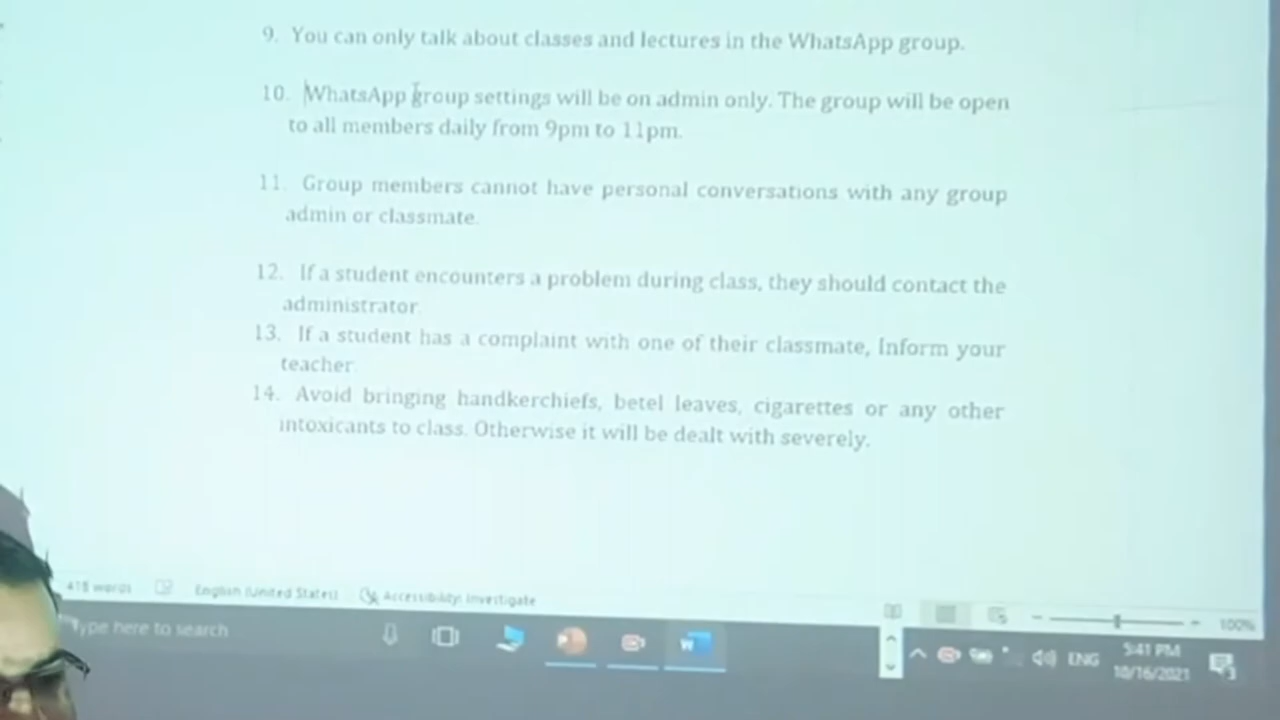 9. You can only talk about classes and lectures in the WhatsApp group.
10. WhatsApp group settings will be on admin only. The group will be open
to all members daily from 9pm to 11pm.
11. Group members cannot have personal conversations with any group
admin or classmate.
12. If a student encounters a problem during class, they should contact the
administrator.
13. If a student has a complaint with one of their classmate, Inform your
teacher.
14. Avoid bringing handkerchiefs, betel leaves, cigarettes or any other
intoxicants to class. Otherwise it will be dealt with severely.
415 words English (United States) Accessibility: Investigate
100%
Type here to search
ENG
5:41 PM
10/16/2021